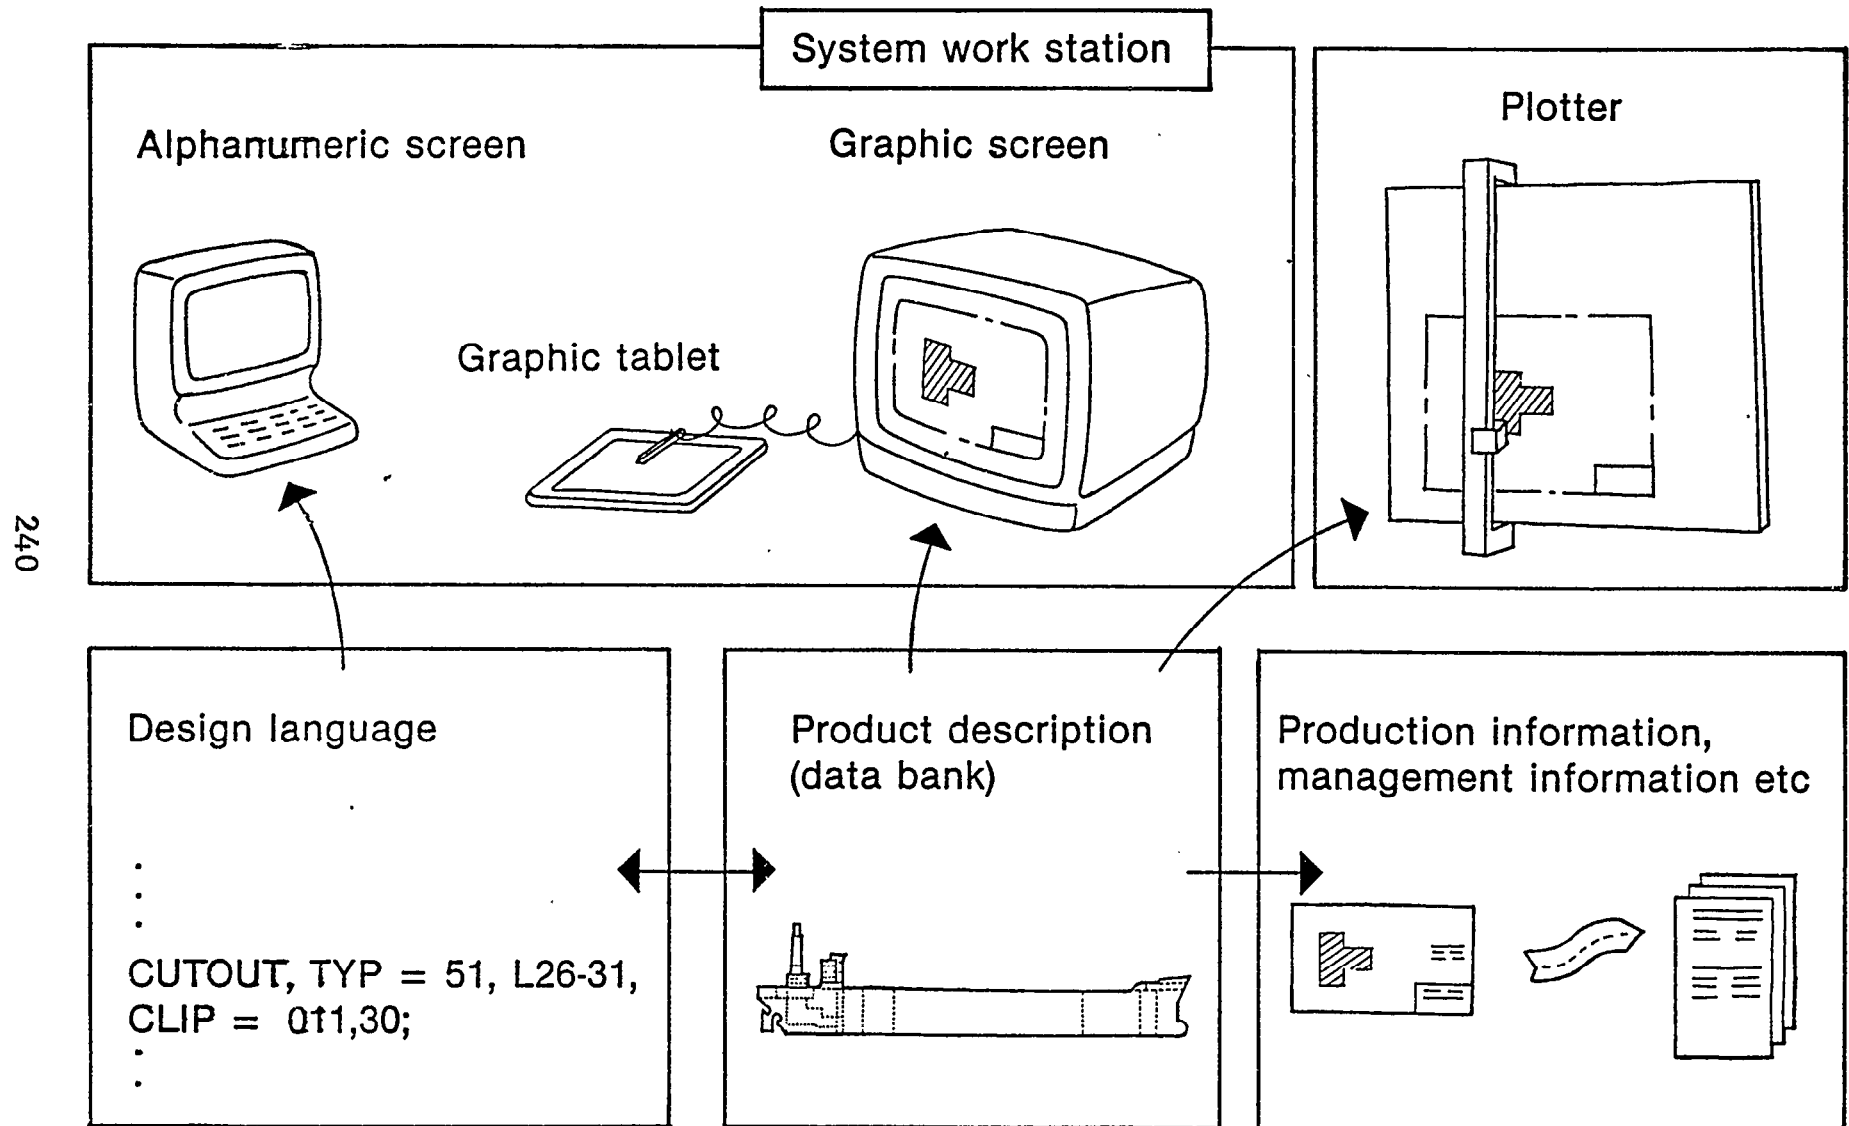 System work station
Alphanumeric screen
Graphic screen
Plotter
Graphic tablet
240
Design language
.
.
.
CUTOUT, TYP = 51, L26-31,
CLIP = 011,30;
.
.
Product description
(data bank)
Production information,
management information etc